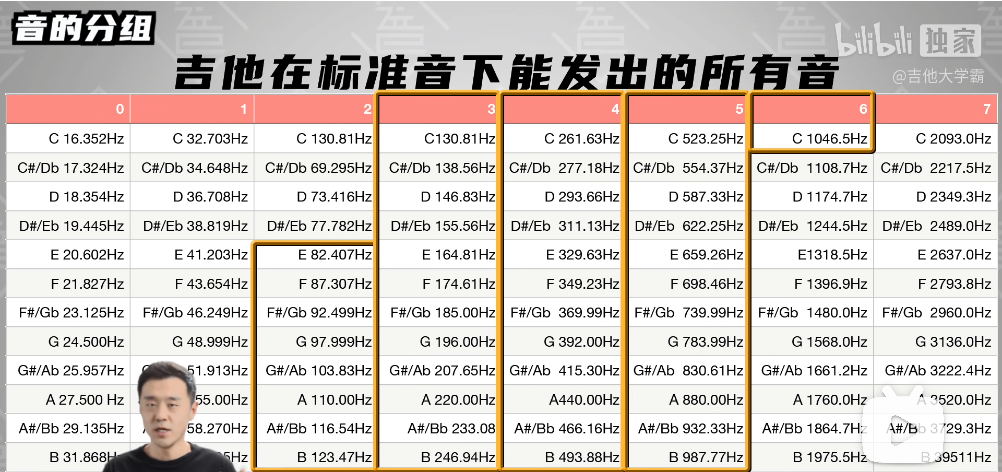 音的分组
bilibili 独家
吉他在标准音下能发出的所有音
@吉他大学霸
0 1 2 3 4 5 6 7
C 16.352Hz C 32.703Hz C 130.81Hz C130.81Hz C 261.63Hz C 523.25Hz C 1046.5Hz C 2093.0Hz
C#/Db 17.324Hz C#/Db 34.648Hz C#/Db 69.295Hz C#/Db 138.56Hz C#/Db 277.18Hz C#/Db 554.37Hz C#/Db 1108.7Hz C#/Db 2217.5Hz
D 18.354Hz D 36.708Hz D 73.416Hz D 146.83Hz D 293.66Hz D 587.33Hz D 1174.7Hz D 2349.3Hz
D#/Eb 19.445Hz D#/Eb 38.819Hz D#/Eb 77.782Hz D#/Eb 155.56Hz D#/Eb 311.13Hz D#/Eb 622.25Hz D#/Eb 1244.5Hz D#/Eb 2489.0Hz
E 20.602Hz E 41.203Hz E 82.407Hz E 164.81Hz E 329.63Hz E 659.26Hz E1318.5Hz E 2637.0Hz
F 21.827Hz F 43.654Hz F 87.307Hz F 174.61Hz F 349.23Hz F 698.46Hz F 1396.9Hz F 2793.8Hz
F#/Gb 23.125Hz F#/Gb 46.249Hz F#/Gb 92.499Hz F#/Gb 185.00Hz F#/Gb 369.99Hz F#/Gb 739.99Hz F#/Gb 1480.0Hz F#/Gb 2960.0Hz
G 24.500Hz G 48.999Hz G 97.999Hz G 196.00Hz G 392.00Hz G 783.99Hz G 1568.0Hz G 3136.0Hz
G#/Ab 25.957Hz 51.913Hz G#/Ab 103.83Hz G#/Ab 207.65Hz G#/Ab 415.30Hz G#/Ab 830.61Hz G#/Ab 1661.2Hz G#/Ab 3222.4Hz
A 27.500 Hz 55.00Hz A 110.00Hz A 220.00Hz A440.00Hz A 880.00Hz A 1760.0Hz 3520.0Hz
A#/Bb 29.135Hz 58.270Hz A#/Bb 116.54Hz A#/Bb 233.08 A#/Bb 466.16Hz A#/Bb 932.33Hz A#/Bb 1864.7Hz 3729.3Hz
B 31.868 B 123.47Hz B 246.94Hz B 493.88Hz B 987.77Hz B 1975.5Hz B 39511Hz